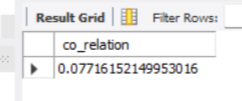 Result Grid Filter Rows:
co_relation
0.07716152149953016